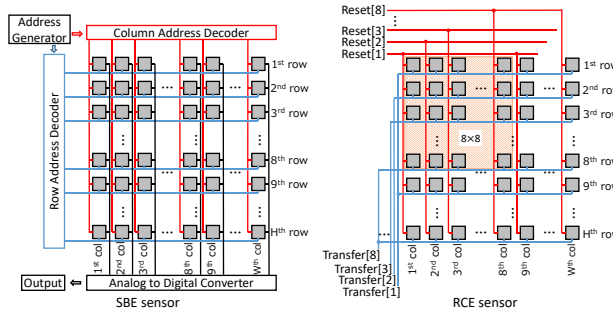 Address
Generator
Column Address Decoder
Row Address Decoder
1st row
2nd row
3rd row
8th row
9th row
Hth row
1st col
2nd col
3rd col
8th col
9th col
Wth col
Output
Analog to Digital Converter
SBE sensor
Reset[8]
Reset[3]
Reset[2]
Reset[1]
1st row
2nd row
3rd row
8×8
8th row
9th row
Hth row
1st col
2nd col
3rd col
8th col
9th col
Wth col
Transfer[8]
Transfer[3]
Transfer[2]
Transfer[1]
RCE sensor